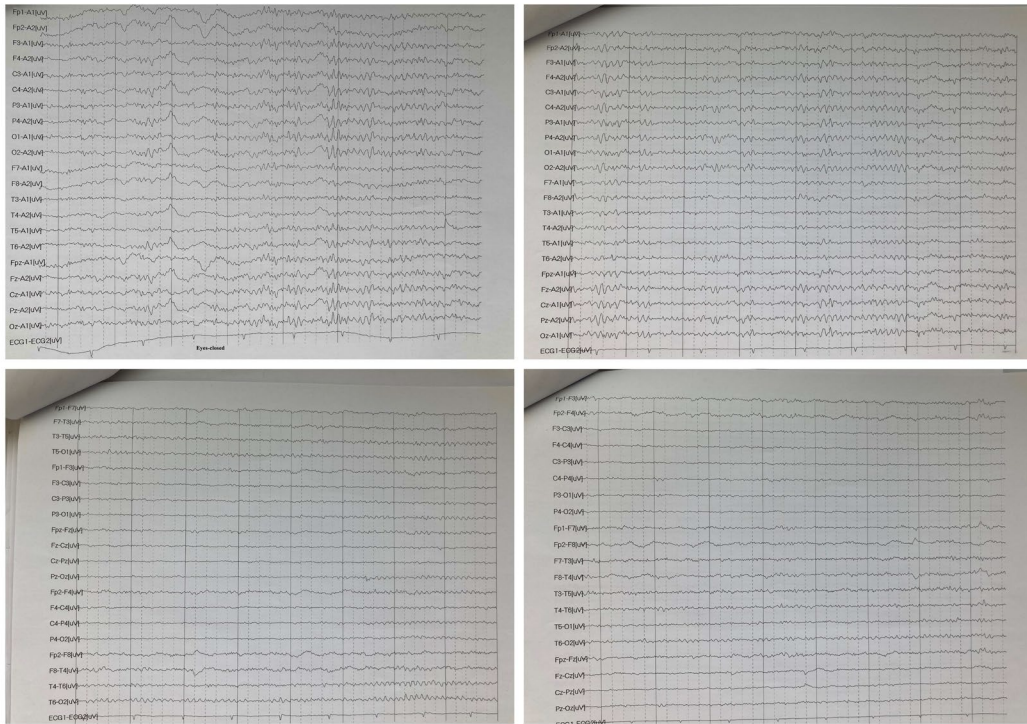 Fp1-A1[uV]
Fp2-A2[uV]
F3-A1[uV]
F4-A2[uV]
C3-A1[uV]
C4-A2[uV]
P3-A1[uV]
P4-A2[uV]
O1-A1[uV]
O2-A2[uV]
F7-A1[uV]
F8-A2[uV]
T3-A1[uV]
T4-A2[uV]
T5-A1[uV]
T6-A2[uV]
Fpz-A1[uV]
Fz-A2[uV]
Cz-A1[uV]
Pz-A2[uV]
Oz-A1[uV]
ECG1-ECG2[uV]
Eyes-closed
Fp1-A1[uV]
Fp2-A2[uV]
F3-A1[uV]
F4-A2[uV]
C3-A1[uV]
C4-A2[uV]
P3-A1[uV]
P4-A2[uV]
O1-A1[uV]
O2-A2[uV]
F7-A1[uV]
F8-A2[uV]
T3-A1[uV]
T4-A2[uV]
T5-A1[uV]
T6-A2[uV]
Fpz-A1[uV]
Fz-A2[uV]
Cz-A1[uV]
Pz-A2[uV]
Oz-A1[uV]
ECG1-ECG2[uV]
Fp1-F7[uV]
F7-T3[uV]
T3-T5[uV]
T5-O1[uV]
Fp1-F3[uV]
F3-C3[uV]
C3-P3[uV]
P3-O1[uV]
Fpz-Fz[uV]
Fz-Cz[uV]
Cz-Pz[uV]
Pz-Oz[uV]
Fp2-F4[uV]
F4-C4[uV]
C4-P4[uV]
P4-O2[uV]
Fp2-F8[uV]
F8-T4[uV]
T4-T6[uV]
T6-O2[uV]
ECG1-ECG2[uV]
Fp1-F3[uV]
Fp2-F4[uV]
F3-C3[uV]
F4-C4[uV]
C3-P3[uV]
C4-P4[uV]
P3-O1[uV]
P4-O2[uV]
Fp1-F7[uV]
Fp2-F8[uV]
F7-T3[uV]
F8-T4[uV]
T3-T5[uV]
T4-T6[uV]
T5-O1[uV]
T6-O2[uV]
Fpz-Fz[uV]
Fz-Cz[uV]
Cz-Pz[uV]
Pz-Oz[uV]
ECG1-ECG2[uV]